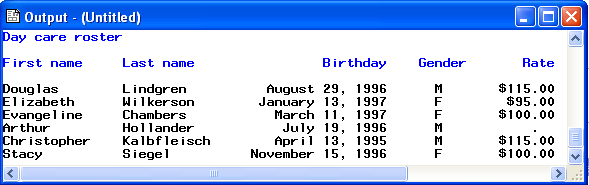 Output - (Untitled)
Day care roster
First name Last name Birthday Gender Rate
Douglas Lindgren August 29, 1996 M $115.00
Elizabeth Wilkerson January 13, 1997 F $95.00
Evangeline Chambers March 11, 1997 F $100.00
Arthur Hollander July 19, 1996 M .
Christopher Kalbfleisch April 13, 1995 M $115.00
Stacy Siegel November 15, 1996 F $100.00